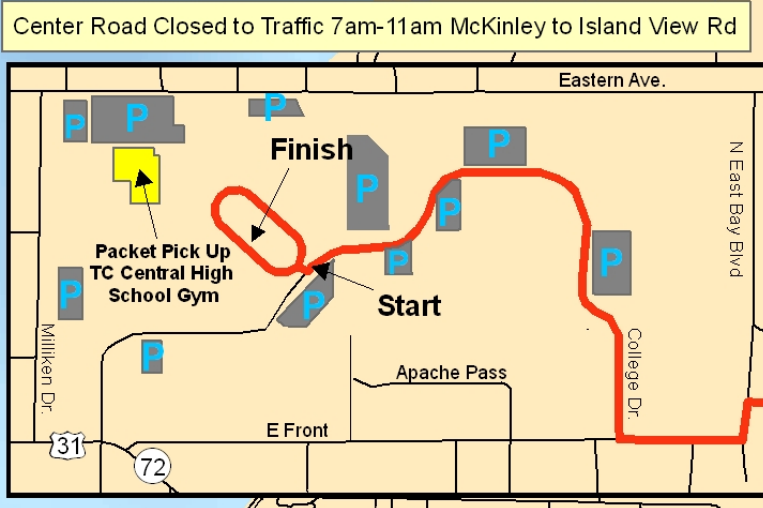 Center Road Closed to Traffic 7am-11am McKinley to Island View Rd
Eastern Ave.
P
P
P
P
P
Finish
P
P
N East Bay Blvd
Packet Pick Up
TC Central High
School Gym
P
P
P
P
Start
P
Milliken Dr.
College Dr.
Apache Pass
E Front
31
72